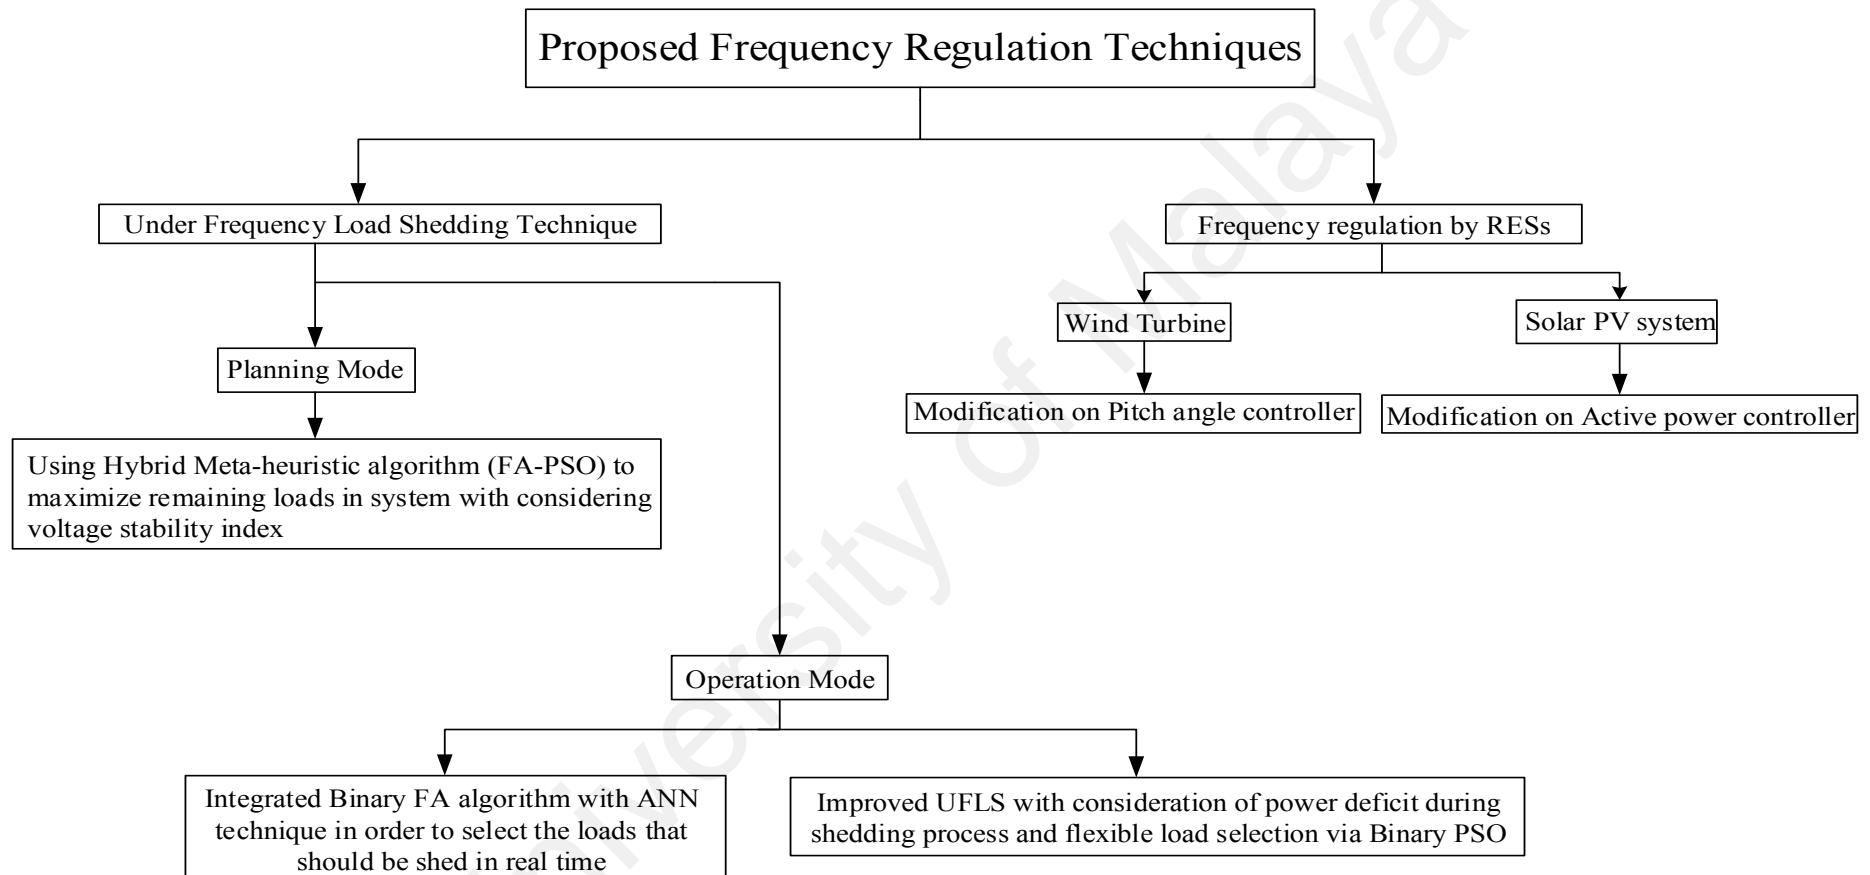 Proposed Frequency Regulation Techniques
Under Frequency Load Shedding Technique
Frequency regulation by RESs
Wind Turbine
Solar PV system
Planning Mode
Modification on Pitch angle controller
Modification on Active power controller
Using Hybrid Meta-heuristic algorithm (FA-PSO) to
maximize remaining loads in system with considering
voltage stability index
Operation Mode
Integrated Binary FA algorithm with ANN
technique in order to select the loads that
should be shed in real time
Improved UFLS with consideration of power deficit during
shedding process and flexible load selection via Binary PSO
versity of Malaya